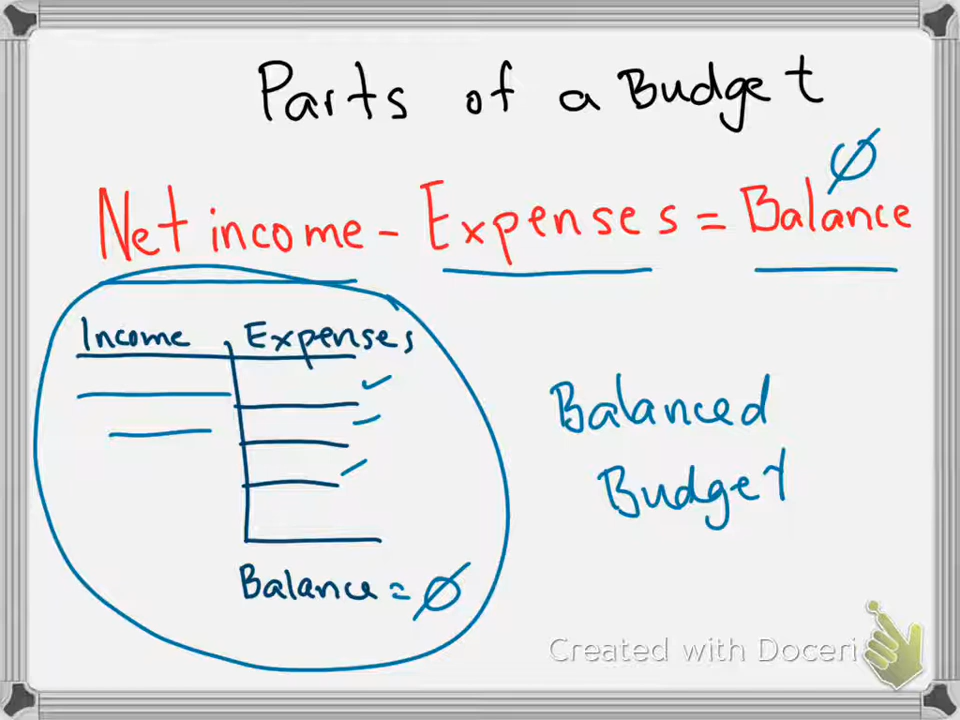 Parts of a Budget
Ø
Net income - Expenses = Balance
Income Expenses
Balanced
Budget
Balance = Ø
Created with Doceri